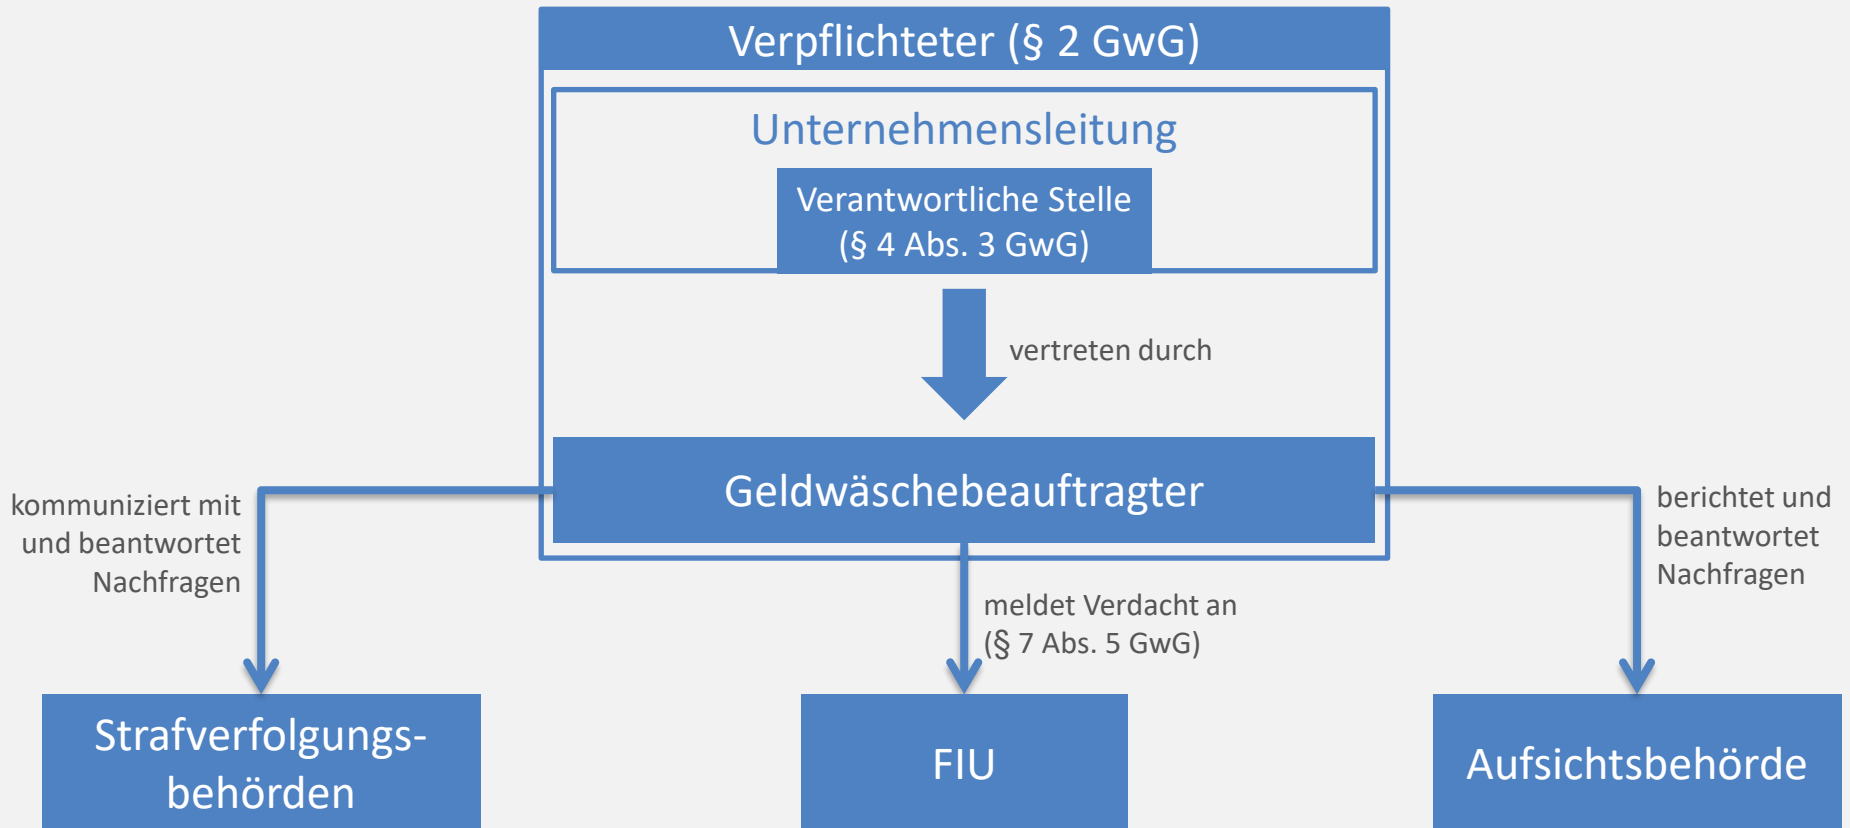 Verpflichteter (§ 2 GwG)
Unternehmensleitung
Verantwortliche Stelle
(§ 4 Abs. 3 GwG)
vertreten durch
Geldwäschebeauftragter
kommuniziert mit
und beantwortet
Nachfragen
meldet Verdacht an
(§ 7 Abs. 5 GwG)
berichtet und
beantwortet
Nachfragen
Strafverfolgungs-
behörden
FIU
Aufsichtsbehörde